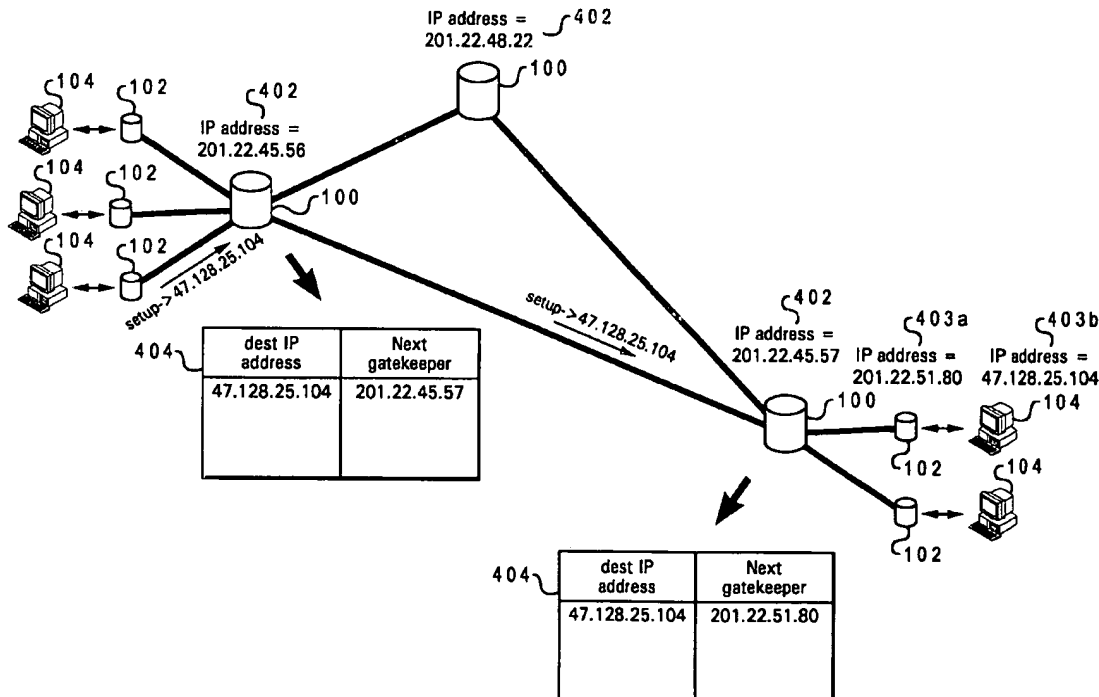 IP address =
201.22.48.22
402
100
104
102
402
IP address =
201.22.45.56
104
102
100
104
102
setup->47.128.25.104
setup->47.128.25.104
402
IP address =
201.22.45.57
403a
IP address =
201.22.51.80
403b
IP address =
47.128.25.104
100
104
102
104
102
404
dest IP
address
Next
gatekeeper
47.128.25.104
201.22.45.57
404
dest IP
address
Next
gatekeeper
47.128.25.104
201.22.51.80